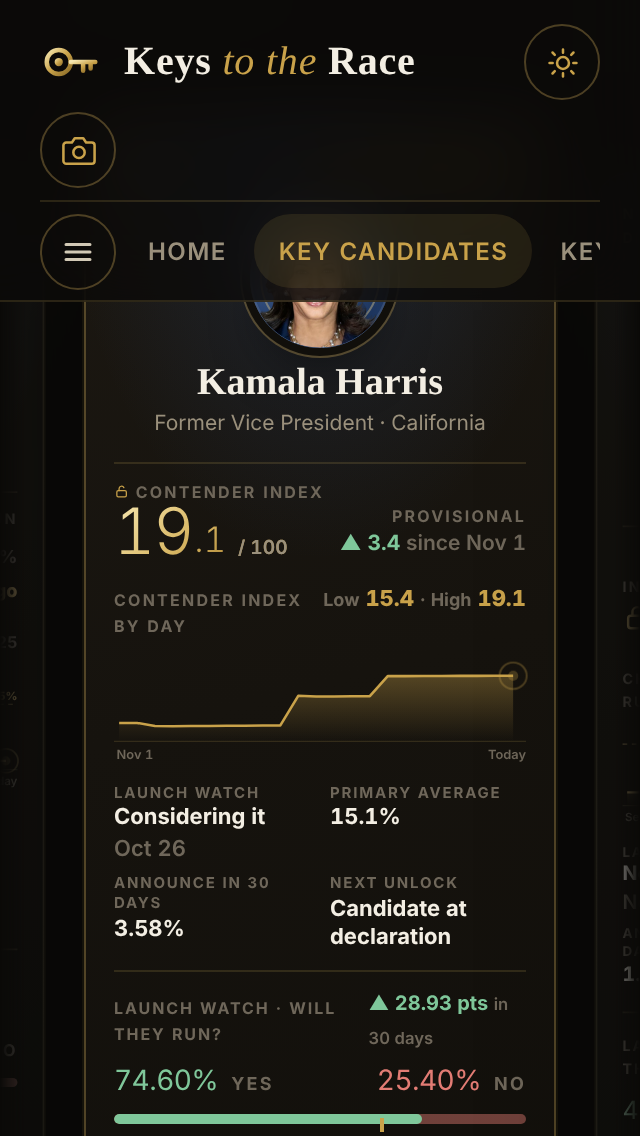 Keys to the Race
HOME
KEY CANDIDATES
Kamala Harris
Former Vice President · California
CONTENDER INDEX
19.1 / 100
PROVISIONAL
▲ 3.4 since Nov 1
CONTENDER INDEX BY DAY
Low 15.4 · High 19.1
Nov 1
Today
LAUNCH WATCH
Considering it
Oct 26
PRIMARY AVERAGE
15.1%
ANNOUNCE IN 30
DAYS
3.58%
NEXT UNLOCK
Candidate at
declaration
LAUNCH WATCH · WILL
THEY RUN?
▲ 28.93 pts in
30 days
74.60% YES
25.40% NO